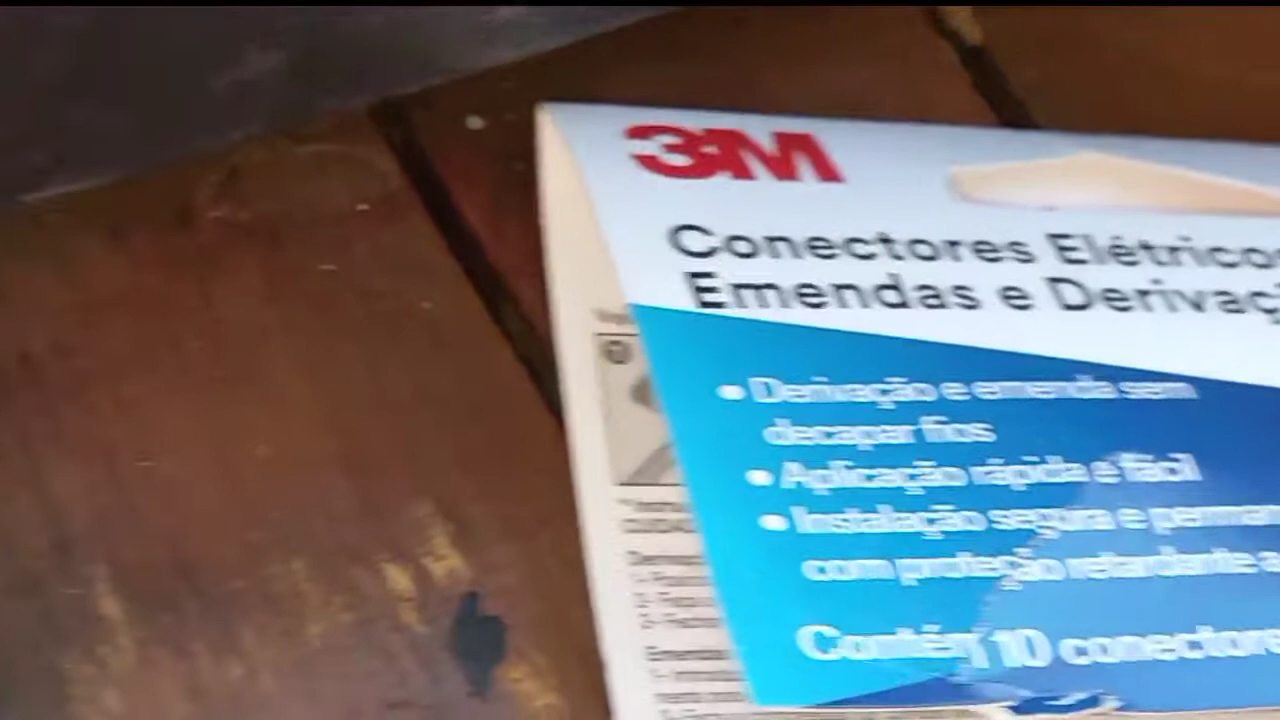 3M
Conectores Elétricos
Emendas e Derivaç
• Derivação e emenda sem
decapar fios
• Aplicação rápida e fácil
• Instalação segura e perman
com proteção retardante a
Contém 10 conectors